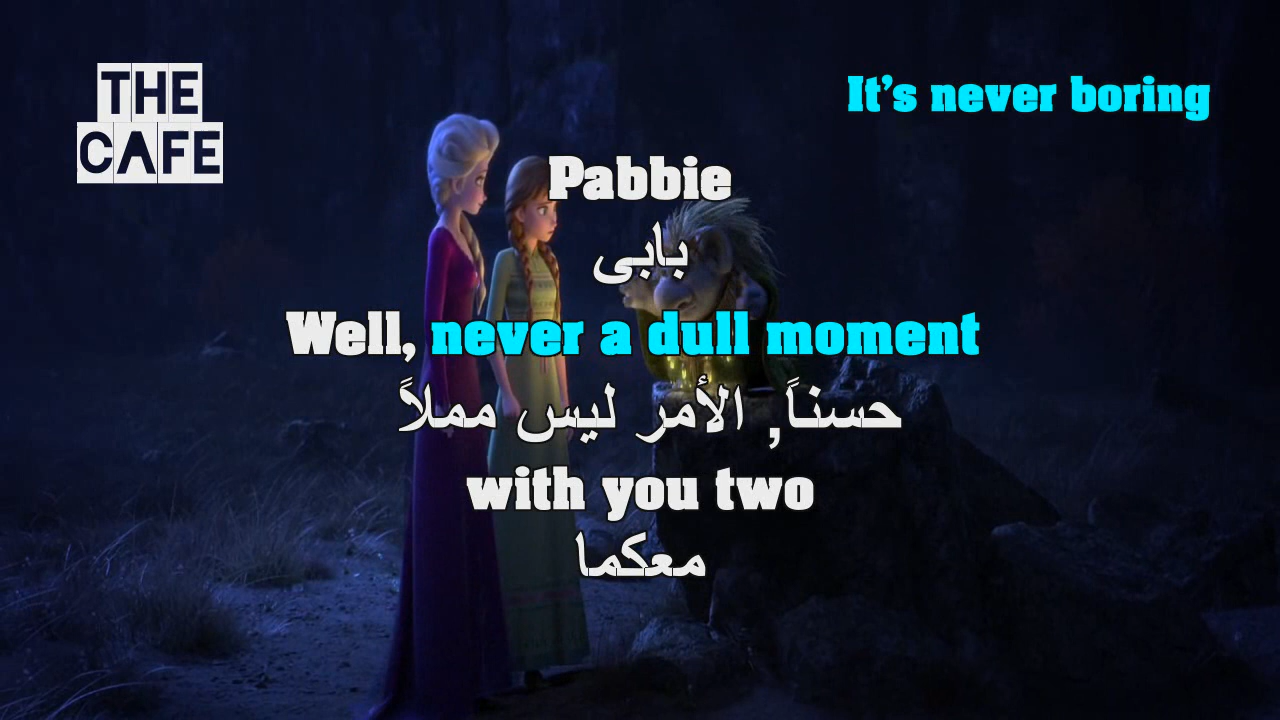 THE
CAFE
It's never boring
Pabbie
بابى
Well, never a dull moment
حسناً, الأمر ليس مملاً
with you two
معكما